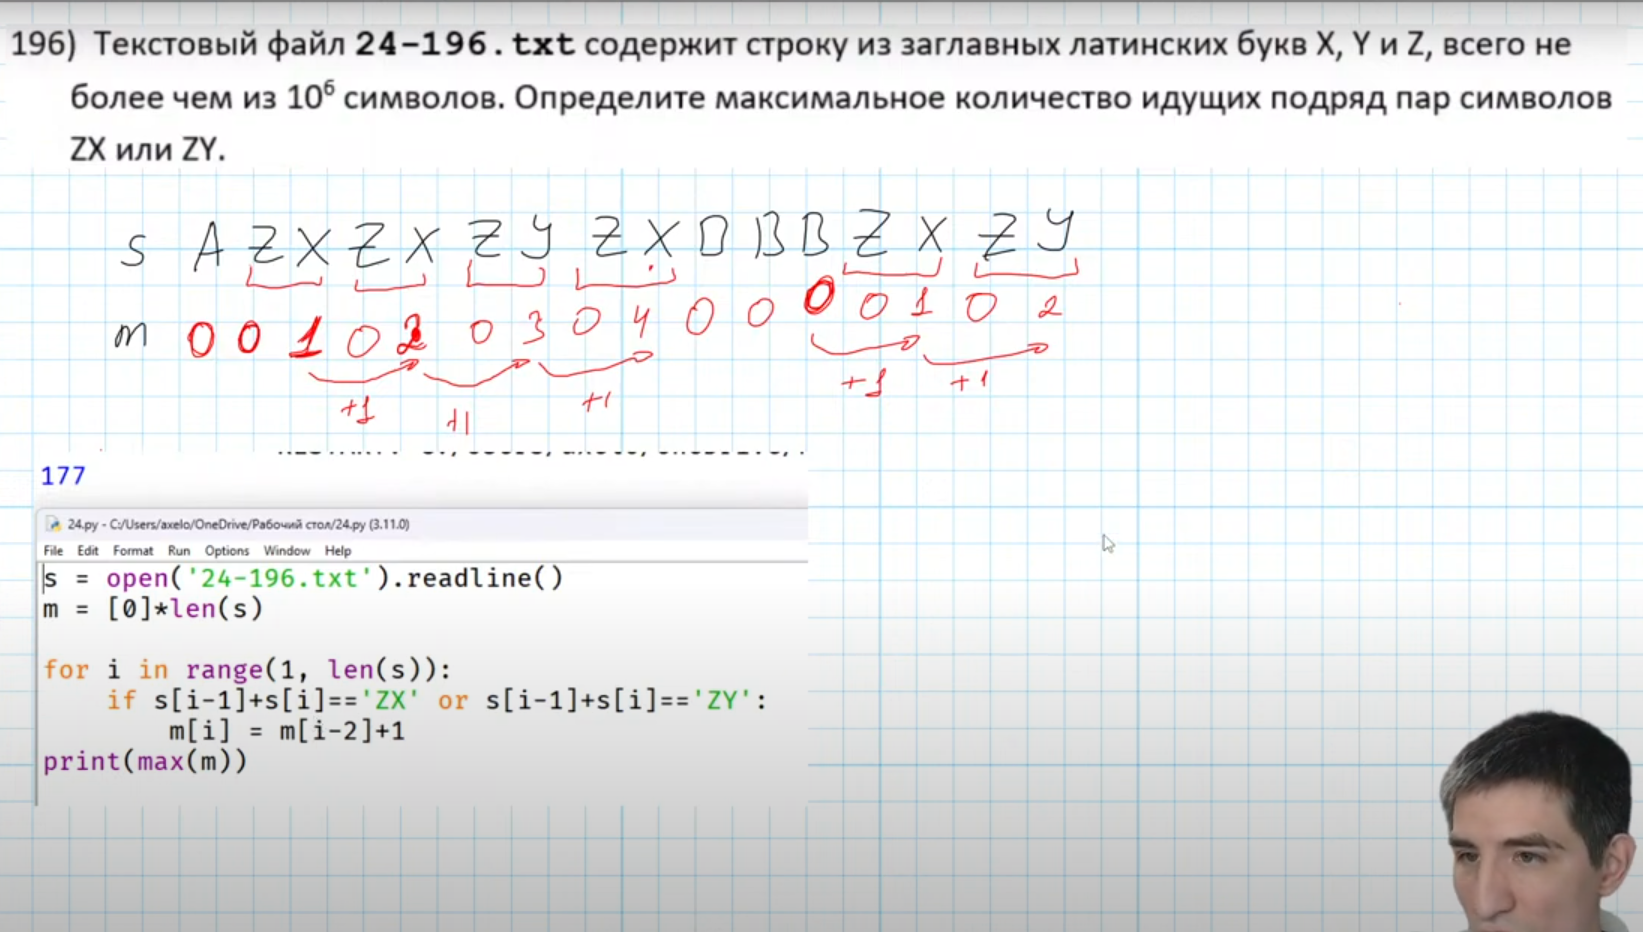 196) Текстовый файл 24-196.txt содержит строку из заглавных латинских букв X, Y и Z, всего не
более чем из 10⁶ символов. Определите максимальное количество идущих подряд пар символов
ZX или ZY.
S A Z X Z X Z Y Z X B B B Z X Z Y
m 0 0 1 0 2 0 3 0 4 0 0 0 0 1 0 2
+1 +1 +1 +1 +1
177
24.py - C:/Users/axelo/OneDrive/Рабочий стол/24.py (3.11.0)
File Edit Format Run Options Window Help
s = open('24-196.txt').readline()
m = [0]*len(s)
for i in range(1, len(s)):
if s[i-1]+s[i]=='ZX' or s[i-1]+s[i]=='ZY':
m[i] = m[i-2]+1
print(max(m))